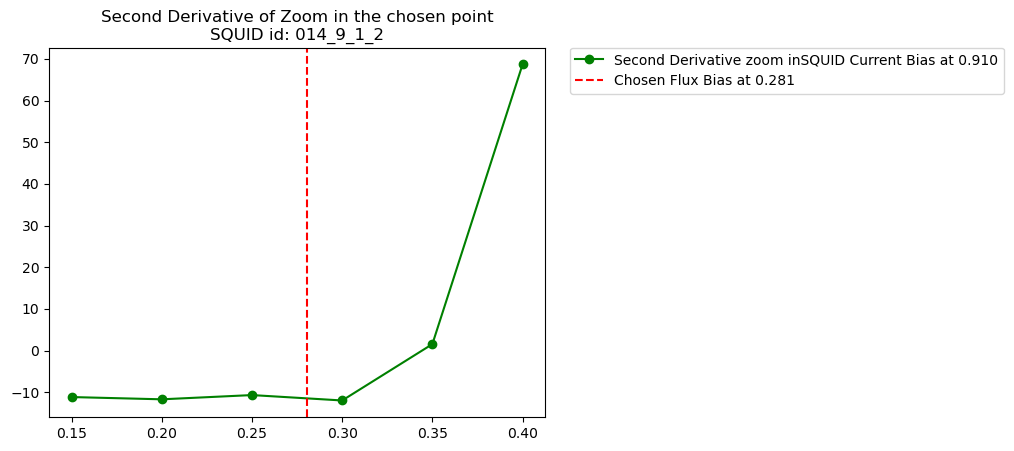 Second Derivative of Zoom in the chosen point
SQUID id: 014_9_1_2
Second Derivative zoom inSQUID Current Bias at 0.910
Chosen Flux Bias at 0.281
70
60
50
40
30
20
10
0
−10
0.15 0.20 0.25 0.30 0.35 0.40